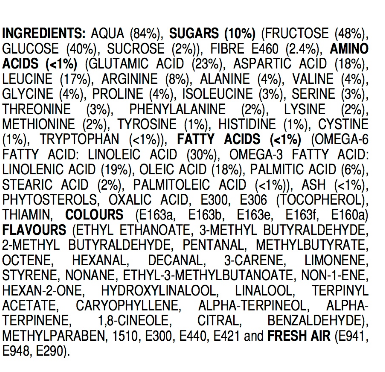 INGREDIENTS: AQUA (84%), SUGARS (10%) (FRUCTOSE (48%),
GLUCOSE (40%), SUCROSE (2%)), FIBRE E460 (2.4%), AMINO
ACIDS (<1%) (GLUTAMIC ACID (23%), ASPARTIC ACID (18%),
LEUCINE (17%), ARGININE (8%), ALANINE (4%), VALINE (4%),
GLYCINE (4%), PROLINE (4%), ISOLEUCINE (3%), SERINE (3%),
THREONINE (3%), PHENYLALANINE (2%), LYSINE (2%),
METHIONINE (2%), TYROSINE (1%), HISTIDINE (1%), CYSTINE
(1%), TRYPTOPHAN (<1%)), FATTY ACIDS (<1%) (OMEGA-6
FATTY ACID: LINOLEIC ACID (30%), OMEGA-3 FATTY ACID:
LINOLENIC ACID (19%), OLEIC ACID (18%), PALMITIC ACID (6%),
STEARIC ACID (2%), PALMITOLEIC ACID (<1%)), ASH (<1%),
PHYTOSTEROLS, OXALIC ACID, E300, E306 (TOCOPHEROL),
THIAMIN, COLOURS (E163a, E163b, E163e, E163f, E160a)
FLAVOURS (ETHYL ETHANOATE, 3-METHYL BUTYRALDEHYDE,
2-METHYL BUTYRALDEHYDE, PENTANAL, METHYLBUTYRATE,
OCTENE, HEXANAL, DECANAL, 3-CARENE, LIMONENE,
STYRENE, NONANE, ETHYL-3-METHYLBUTANOATE, NON-1-ENE,
HEXAN-2-ONE, HYDROXYLINALOOL, LINALOOL, TERPINYL
ACETATE, CARYOPHYLLENE, ALPHA-TERPINEOL, ALPHA-
TERPINENE, 1,8-CINEOLE, CITRAL, BENZALDEHYDE),
METHYLPARABEN, 1510, E300, E440, E421 and FRESH AIR (E941,
E948, E290).